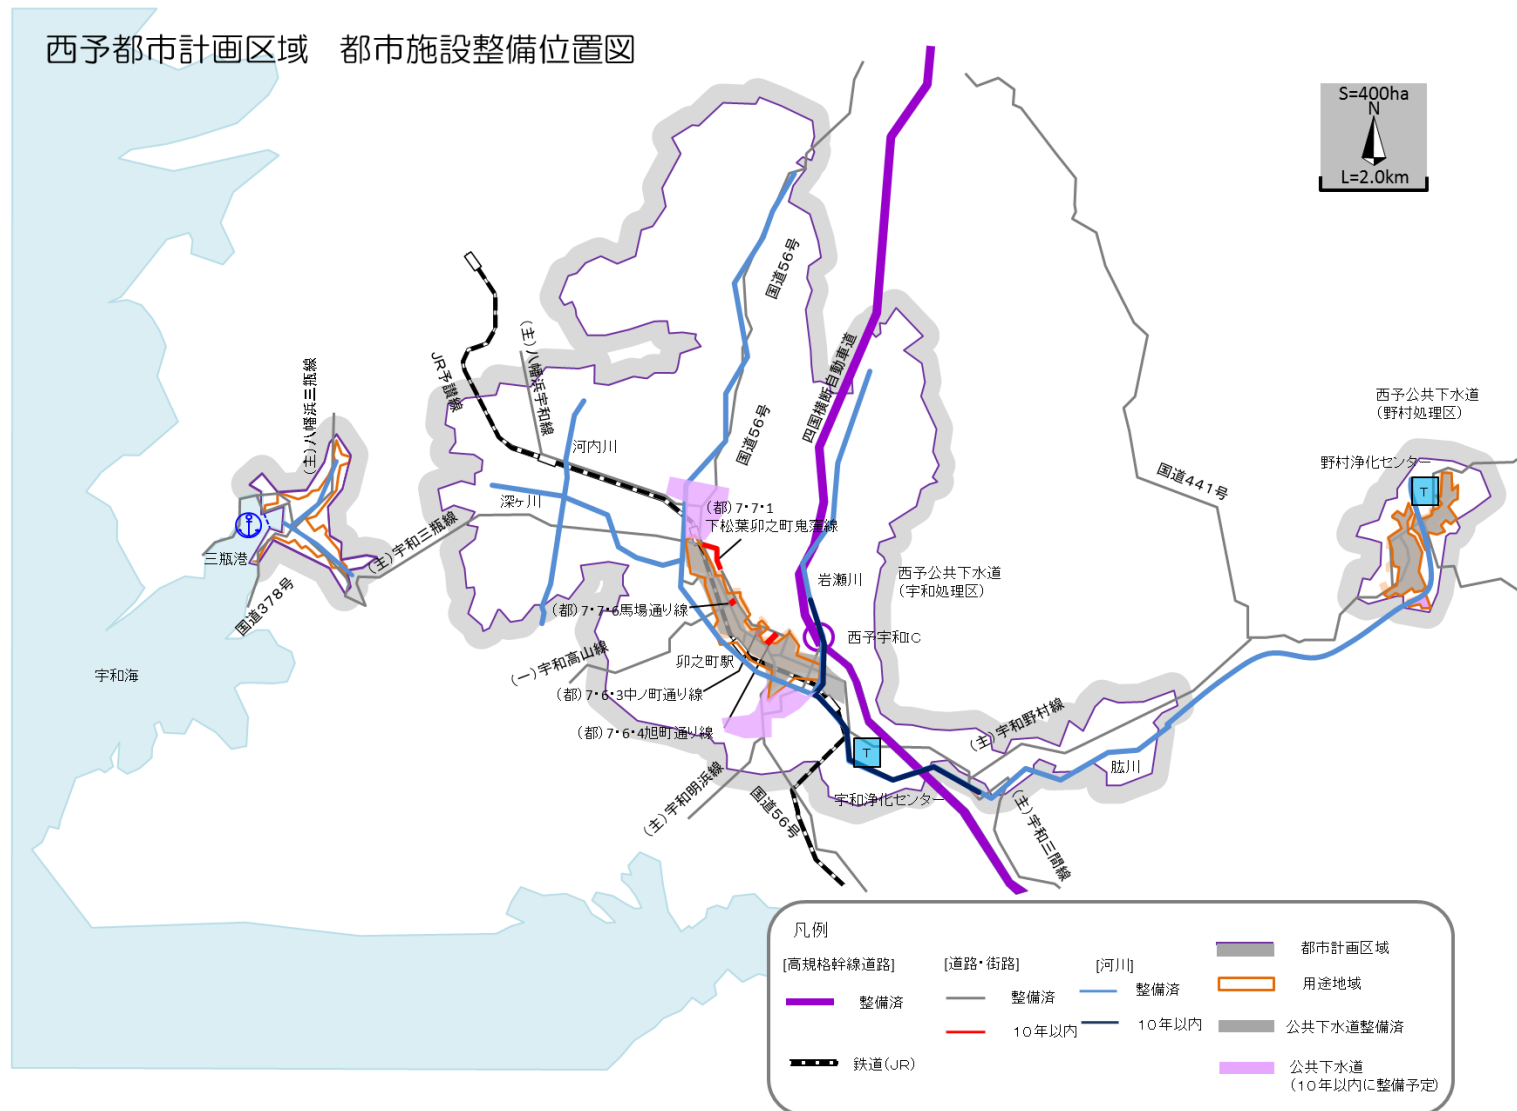 西予都市計画区域　都市施設整備位置図
S=400ha
N
L=2.0km
国道56号
(主)八幡浜宇和線
JR予讃線
四国横断自動車道
(主)八幡浜三瓶線
国道56号
西予公共下水道
(野村処理区)
河内川
野村浄化センター
国道441号
T
深ヶ川
(都)7・7・1
下松葉卯之町鬼窪線
(主)宇和三瓶線
三瓶港
岩瀬川
西予公共下水道
(宇和処理区)
国道378号
(都)7・7・6馬場通り線
西予宇和IC
(一)宇和高山線
卯之町駅
宇和海
(都)7・6・3中ノ町通り線
(都)7・6・4旭町通り線
(主)宇和野村線
T
肱川
宇和浄化センター
(主)宇和明浜線
国道56号
(主)宇和三間線
凡例
[高規格幹線道路]
整備済
鉄道(JR)
[道路・街路]
整備済
10年以内
[河川]
整備済
10年以内
都市計画区域
用途地域
公共下水道整備済
公共下水道
(10年以内に整備予定)